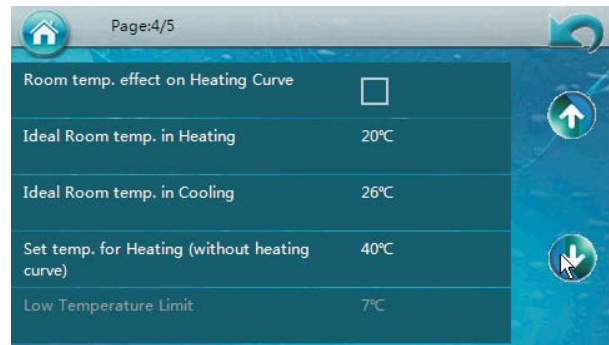 Page:4/5
Room temp. effect on Heating Curve
Ideal Room temp. in Heating 20℃
Ideal Room temp. in Cooling 26℃
Set temp. for Heating (without heating 40℃
curve)
Low Temperature Limit 7℃